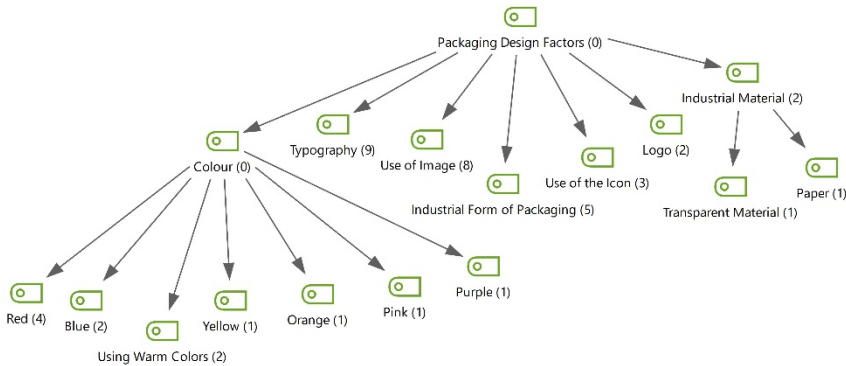 Packaging Design Factors (0)
Industrial Material (2)
Typography (9)
Logo (2)
Use of Image (8)
Colour (0)
Use of the Icon (3)
Paper (1)
Industrial Form of Packaging (5)
Transparent Material (1)
Purple (1)
Pink (1)
Red (4)
Blue (2)
Yellow (1)
Orange (1)
Using Warm Colors (2)